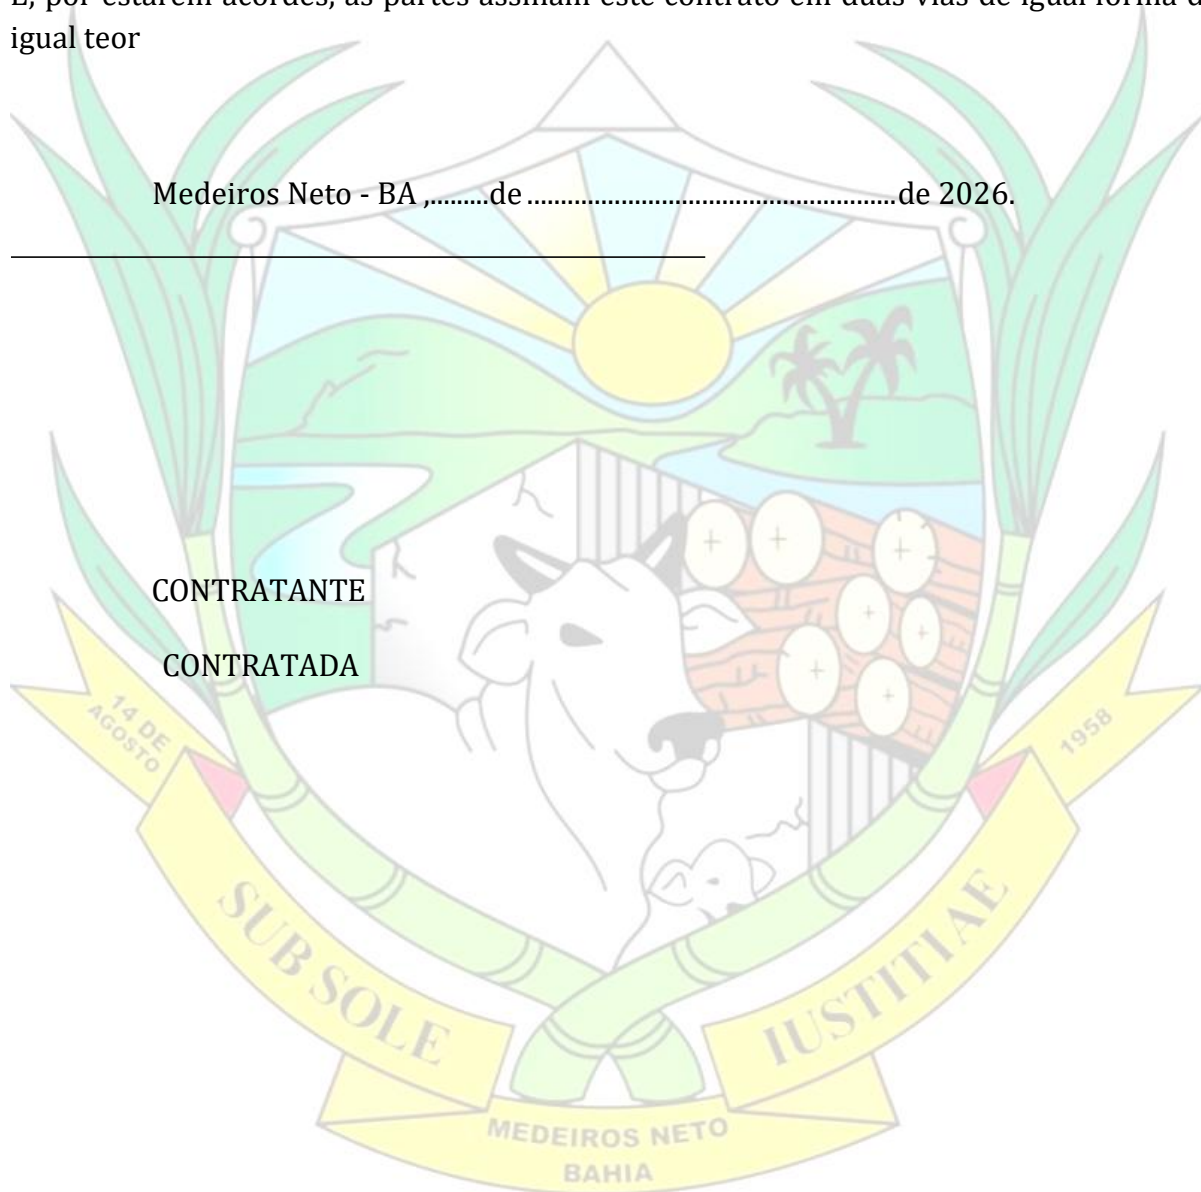 E, por estarem acordes, as partes assinam este contrato em duas vias de igual forma
igual teor
Medeiros Neto - BA ,.........de .......................................................de 2026.
CONTRATANTE
CONTRATADA
14 DE
AGOSTO
1958
SUB SOLE
IUSTITIAE
MEDEIROS NETO
BAHIA